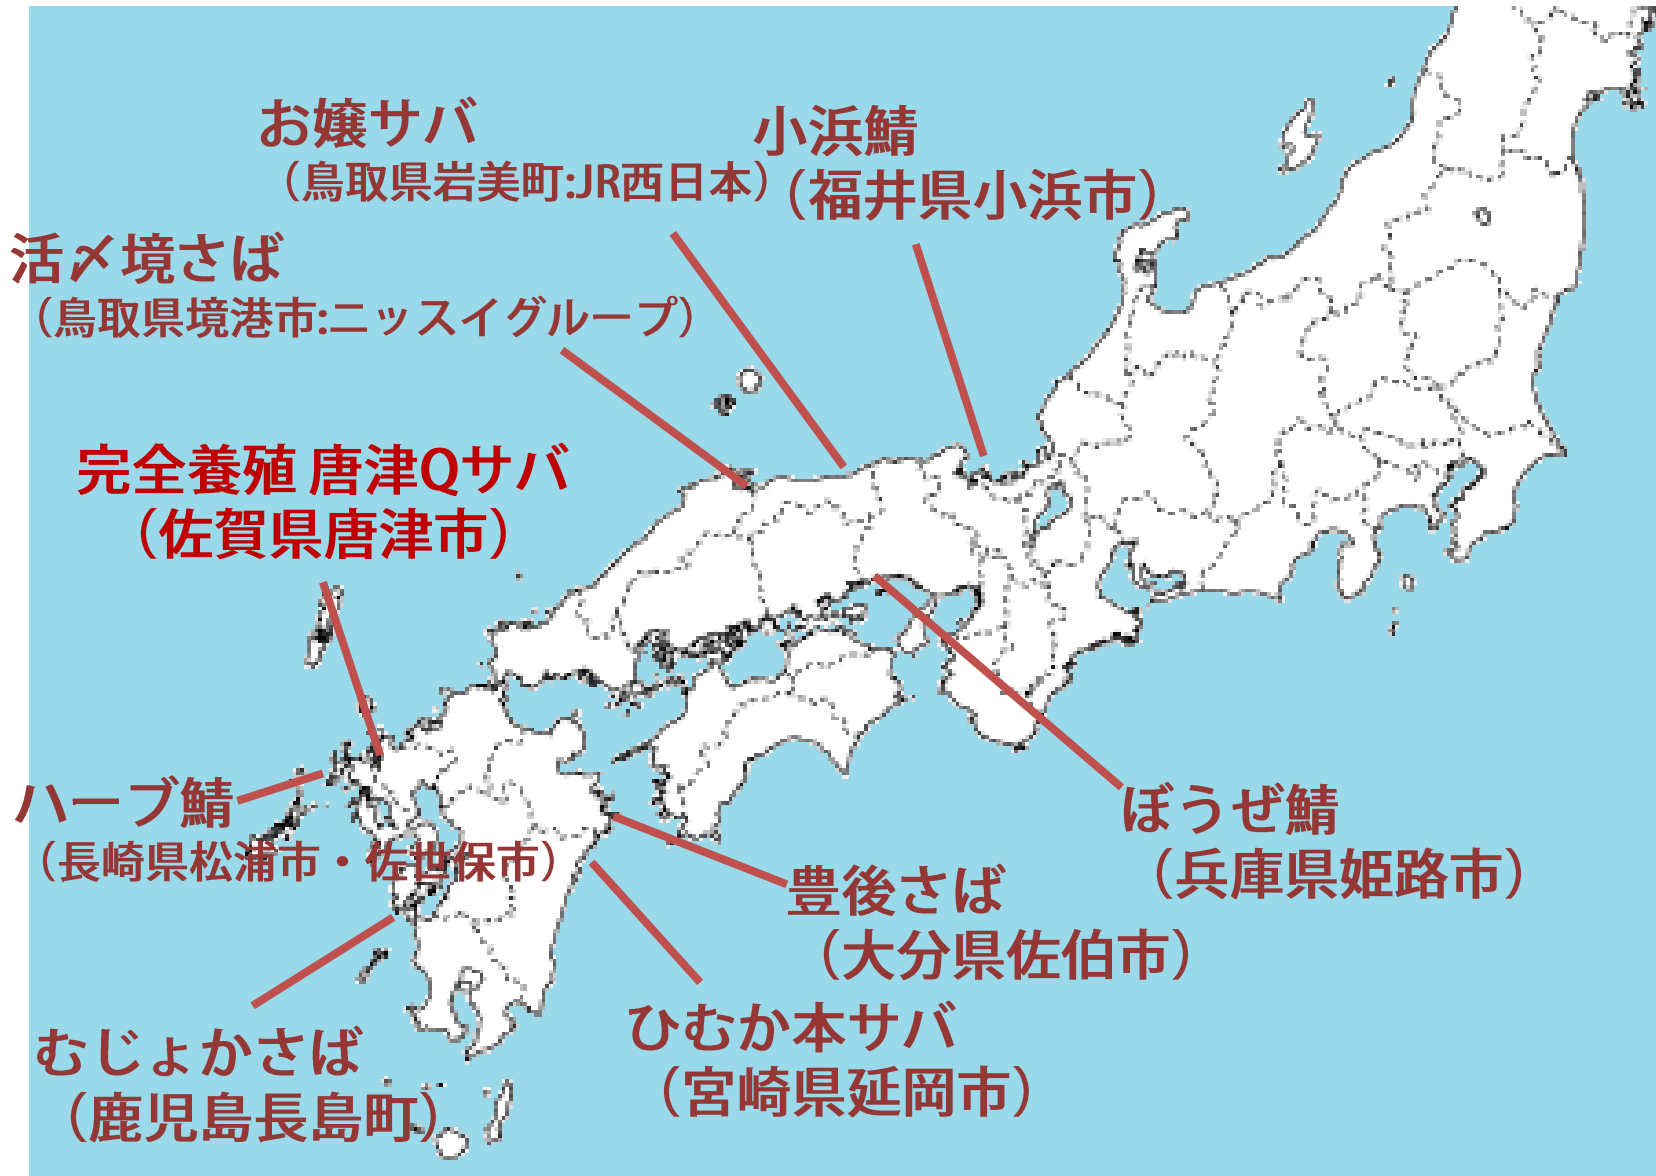 お嬢サバ
（鳥取県岩美町:JR西日本）
小浜鯖
（福井県小浜市）
活〆境さば
（鳥取県境港市:ニッスイグループ）
完全養殖 唐津Qサバ
（佐賀県唐津市）
ハーブ鯖
（長崎県松浦市・佐世保市）
ぼうぜ鯖
（兵庫県姫路市）
豊後さば
（大分県佐伯市）
ひむか本サバ
（宮崎県延岡市）
むじょかさば
（鹿児島長島町）